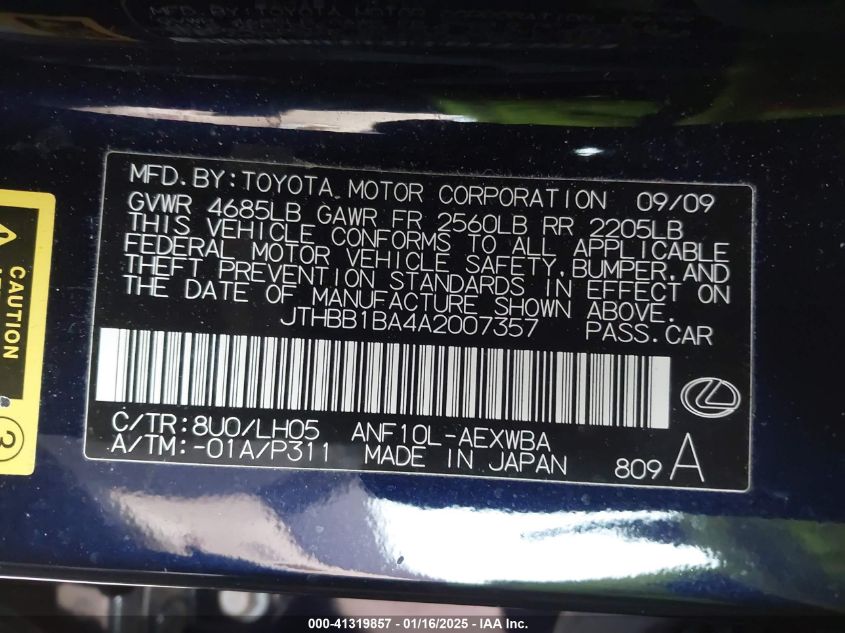 MFD.BY:TOYOTA MOTOR CORPORATION 09/09
GVWR 4685LB GAWR FR 2560LB RR 2205LB
THIS VEHICLE CONFORMS TO ALL APPLICABLE
FEDERAL MOTOR VEHICLE SAFETY,BUMPER,AND
THEFT PREVENTION STANDARDS IN EFFECT ON
THE DATE OF MANUFACTURE SHOWN ABOVE.
JTHBB1BA4A2007357 PASS.CAR
C/TR:8U0/LH05 ANF10L-AEXWBA
A/TM:-01A/P311 MADE IN JAPAN 809 A
CAUTION
3
000-41319857 - 01/16/2025 - IAA Inc.